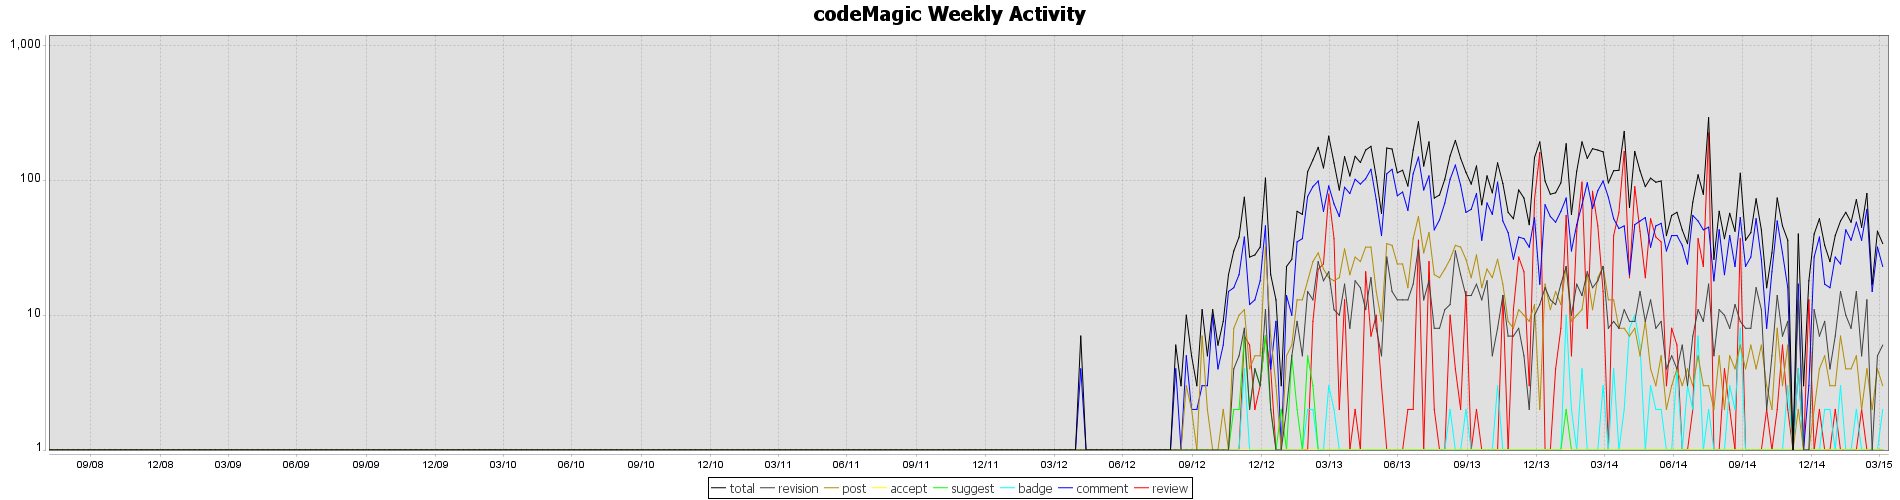 codeMagic Weekly Activity
1,000
100
10
1
09/08 12/08 03/09 06/09 09/09 12/09 03/10 06/10 09/10 12/10 03/11 06/11 09/11 12/11 03/12 06/12 09/12 12/12 03/13 06/13 09/13 12/13 03/14 06/14 09/14 12/14 03/15
total revision post accept suggest badge comment review